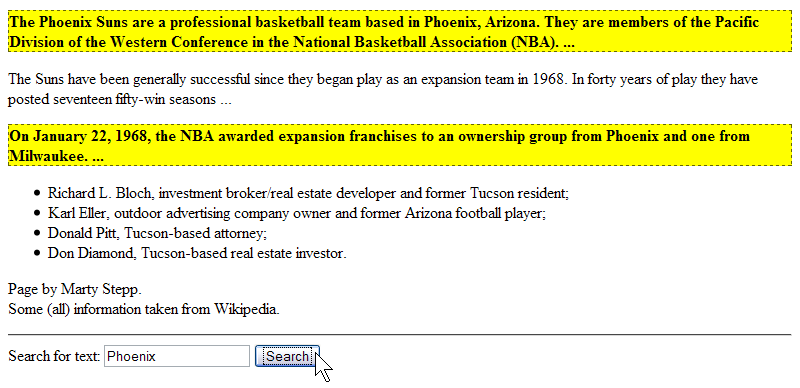 The Phoenix Suns are a professional basketball team based in Phoenix, Arizona. They are members of the Pacific
Division of the Western Conference in the National Basketball Association (NBA). ...
The Suns have been generally successful since they began play as an expansion team in 1968. In forty years of play they have
posted seventeen fifty-win seasons ...
On January 22, 1968, the NBA awarded expansion franchises to an ownership group from Phoenix and one from
Milwaukee. ...
• Richard L. Bloch, investment broker/real estate developer and former Tucson resident;
• Karl Eller, outdoor advertising company owner and former Arizona football player;
• Donald Pitt, Tucson-based attorney;
• Don Diamond, Tucson-based real estate investor.
Page by Marty Stepp.
Some (all) information taken from Wikipedia.
Search for text: Phoenix Search